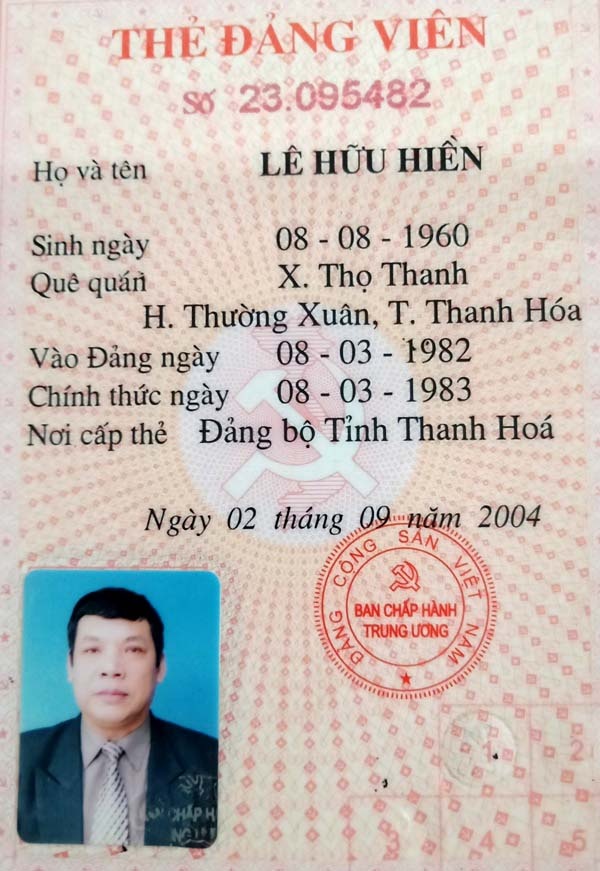 THẺ ĐẢNG VIÊN
Số 23.095482
Họ và tên LÊ HỮU HIỀN
Sinh ngày 08 - 08 - 1960
Quê quán X. Thọ Thanh
H. Thường Xuân, T. Thanh Hóa
Vào Đảng ngày 08 - 03 - 1982
Chính thức ngày 08 - 03 - 1983
Nơi cấp thẻ Đảng bộ Tỉnh Thanh Hoá
Ngày 02 tháng 09 năm 2004
ĐẢNG CỘNG SẢN VIỆT NAM
BAN CHẤP HÀNH
TRUNG ƯƠNG
1 2
CHẤP H
3 4 5